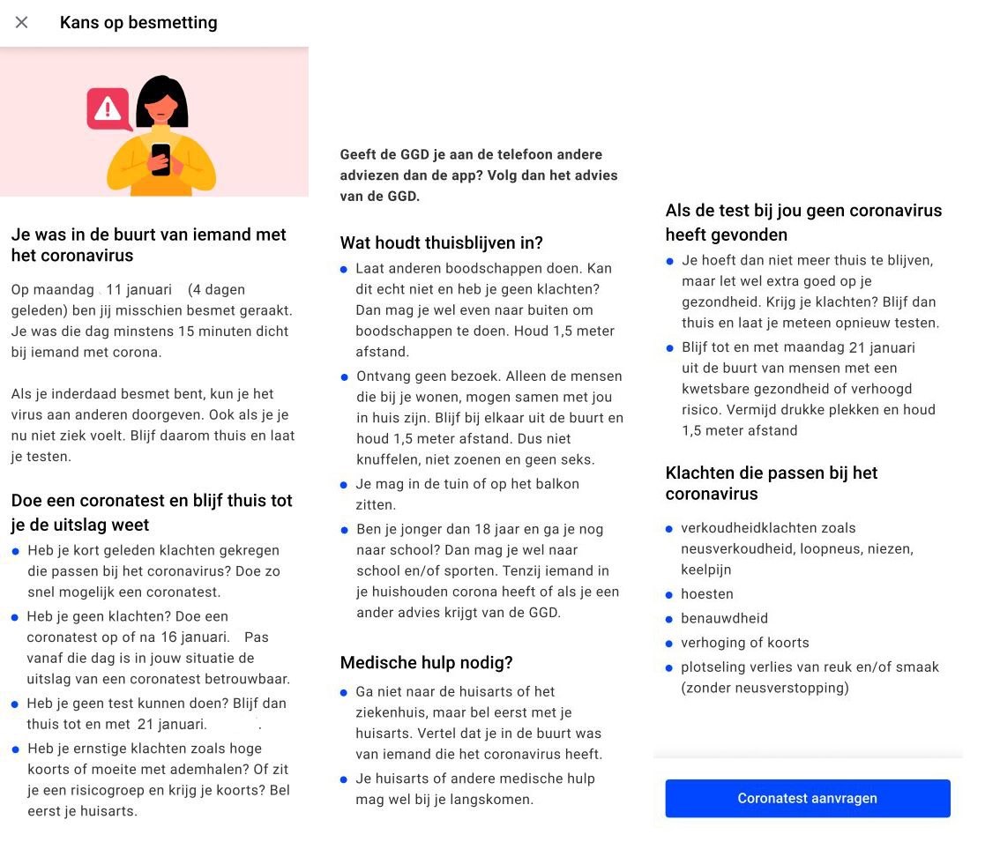 Kans op besmetting
Je was in de buurt van iemand met
het coronavirus
Op maandag 11 januari (4 dagen
geleden) ben jij misschien besmet geraakt.
Je was die dag minstens 15 minuten dicht
bij iemand met corona.
Als je inderdaad besmet bent, kun je het
virus aan anderen doorgeven. Ook als je je
nu niet ziek voelt. Blijf daarom thuis en laat
je testen.
Doe een coronatest en blijf thuis tot
je de uitslag weet
Heb je kort geleden klachten gekregen
die passen bij het coronavirus? Doe zo
snel mogelijk een coronatest.
Heb je geen klachten? Doe een
coronatest op of na 16 januari. Pas
vanaf die dag is in jouw situatie de
uitslag van een coronatest betrouwbaar.
Heb je geen test kunnen doen? Blijf dan
thuis tot en met 21 januari. .
Heb je ernstige klachten zoals hoge
koorts of moeite met ademhalen? Of zit
je een risicogroep en krijg je koorts? Bel
eerst je huisarts.
Geeft de GGD je aan de telefoon andere
adviezen dan de app? Volg dan het advies
van de GGD.
Wat houdt thuisblijven in?
Laat anderen boodschappen doen. Kan
dit echt niet en heb je geen klachten?
Dan mag je wel even naar buiten om
boodschappen te doen. Houd 1,5 meter
afstand.
Ontvang geen bezoek. Alleen de mensen
die bij je wonen, mogen samen met jou
in huis zijn. Blijf bij elkaar uit de buurt en
houd 1,5 meter afstand. Dus niet
knuffelen, niet zoenen en geen seks.
Je mag in de tuin of op het balkon
zitten.
Ben je jonger dan 18 jaar en ga je nog
naar school? Dan mag je wel naar
school en/of sporten. Tenzij iemand in
je huishouden corona heeft of als je een
ander advies krijgt van de GGD.
Medische hulp nodig?
Ga niet naar de huisarts of het
ziekenhuis, maar bel eerst met je
huisarts. Vertel dat je in de buurt was
van iemand die het coronavirus heeft.
Je huisarts of andere medische hulp
mag wel bij je langskomen.
Als de test bij jou geen coronavirus
heeft gevonden
Je hoeft dan niet meer thuis te blijven,
maar let wel extra goed op je
gezondheid. Krijg je klachten? Blijf dan
thuis en laat je meteen opnieuw testen.
Blijf tot en met maandag 21 januari
uit de buurt van mensen met een
kwetsbare gezondheid of verhoogd
risico. Vermijd drukke plekken en houd
1,5 meter afstand
Klachten die passen bij het
coronavirus
verkoudheidklachten zoals
neusverkoudheid, loopneus, niezen,
keelpijn
hoesten
benauwdheid
verhoging of koorts
plotseling verlies van reuk en/of smaak
(zonder neusverstopping)
Coronatest aanvragen